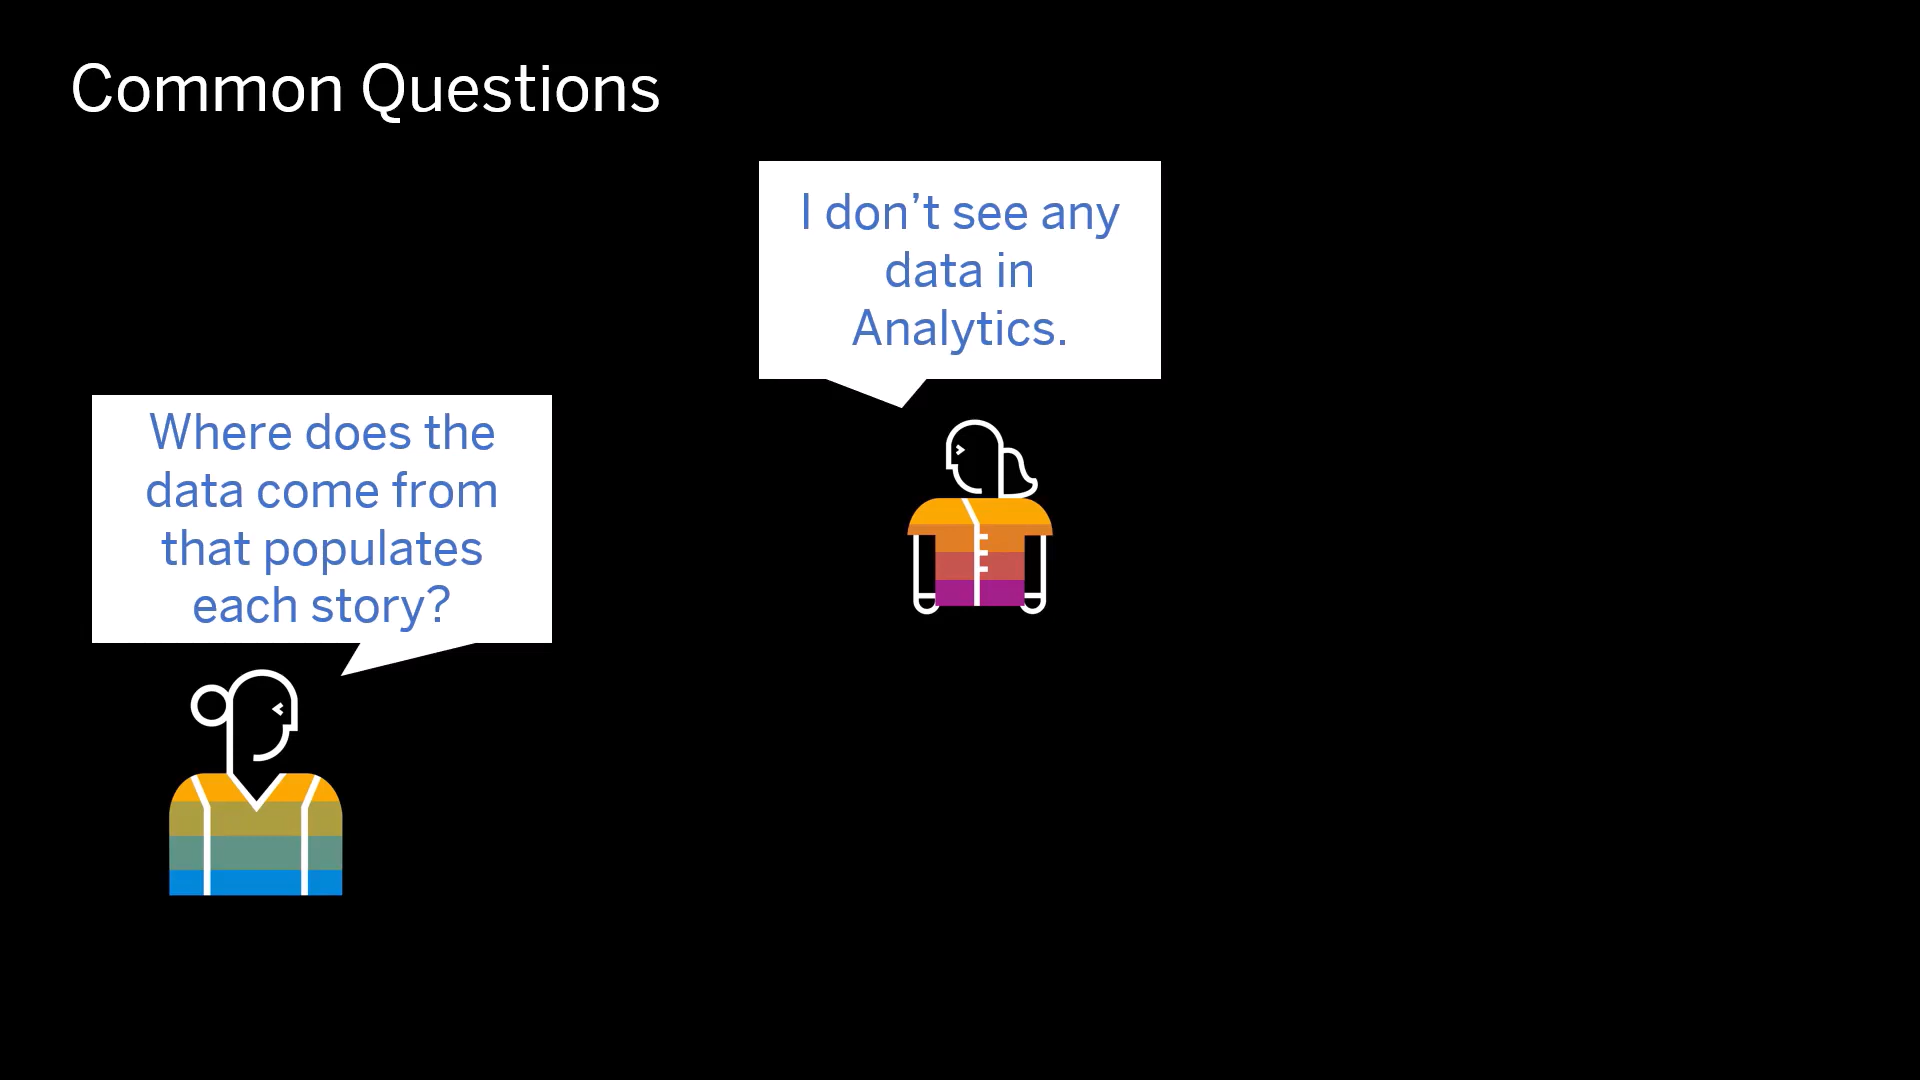 Common Questions
I don’t see any
data in
Analytics.
Where does the
data come from
that populates
each story?